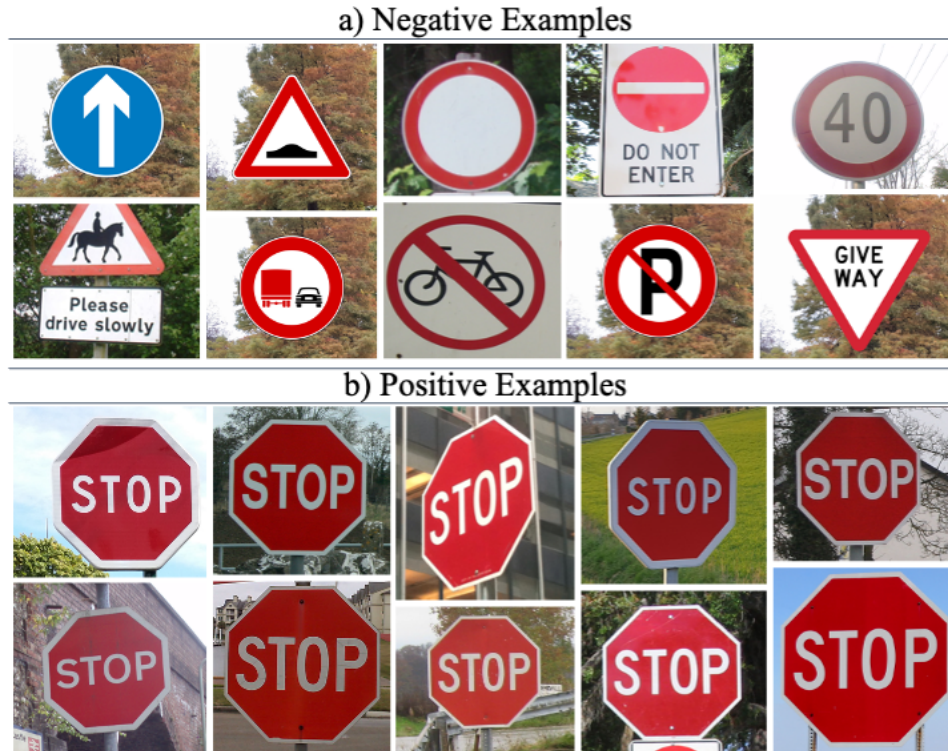 a) Negative Examples
DO NOT
ENTER
40
Please
drive slowly
P
GIVE
WAY
b) Positive Examples
STOP
STOP
STOP
STOP
STOP
STOP
STOP
STOP
STOP
STOP